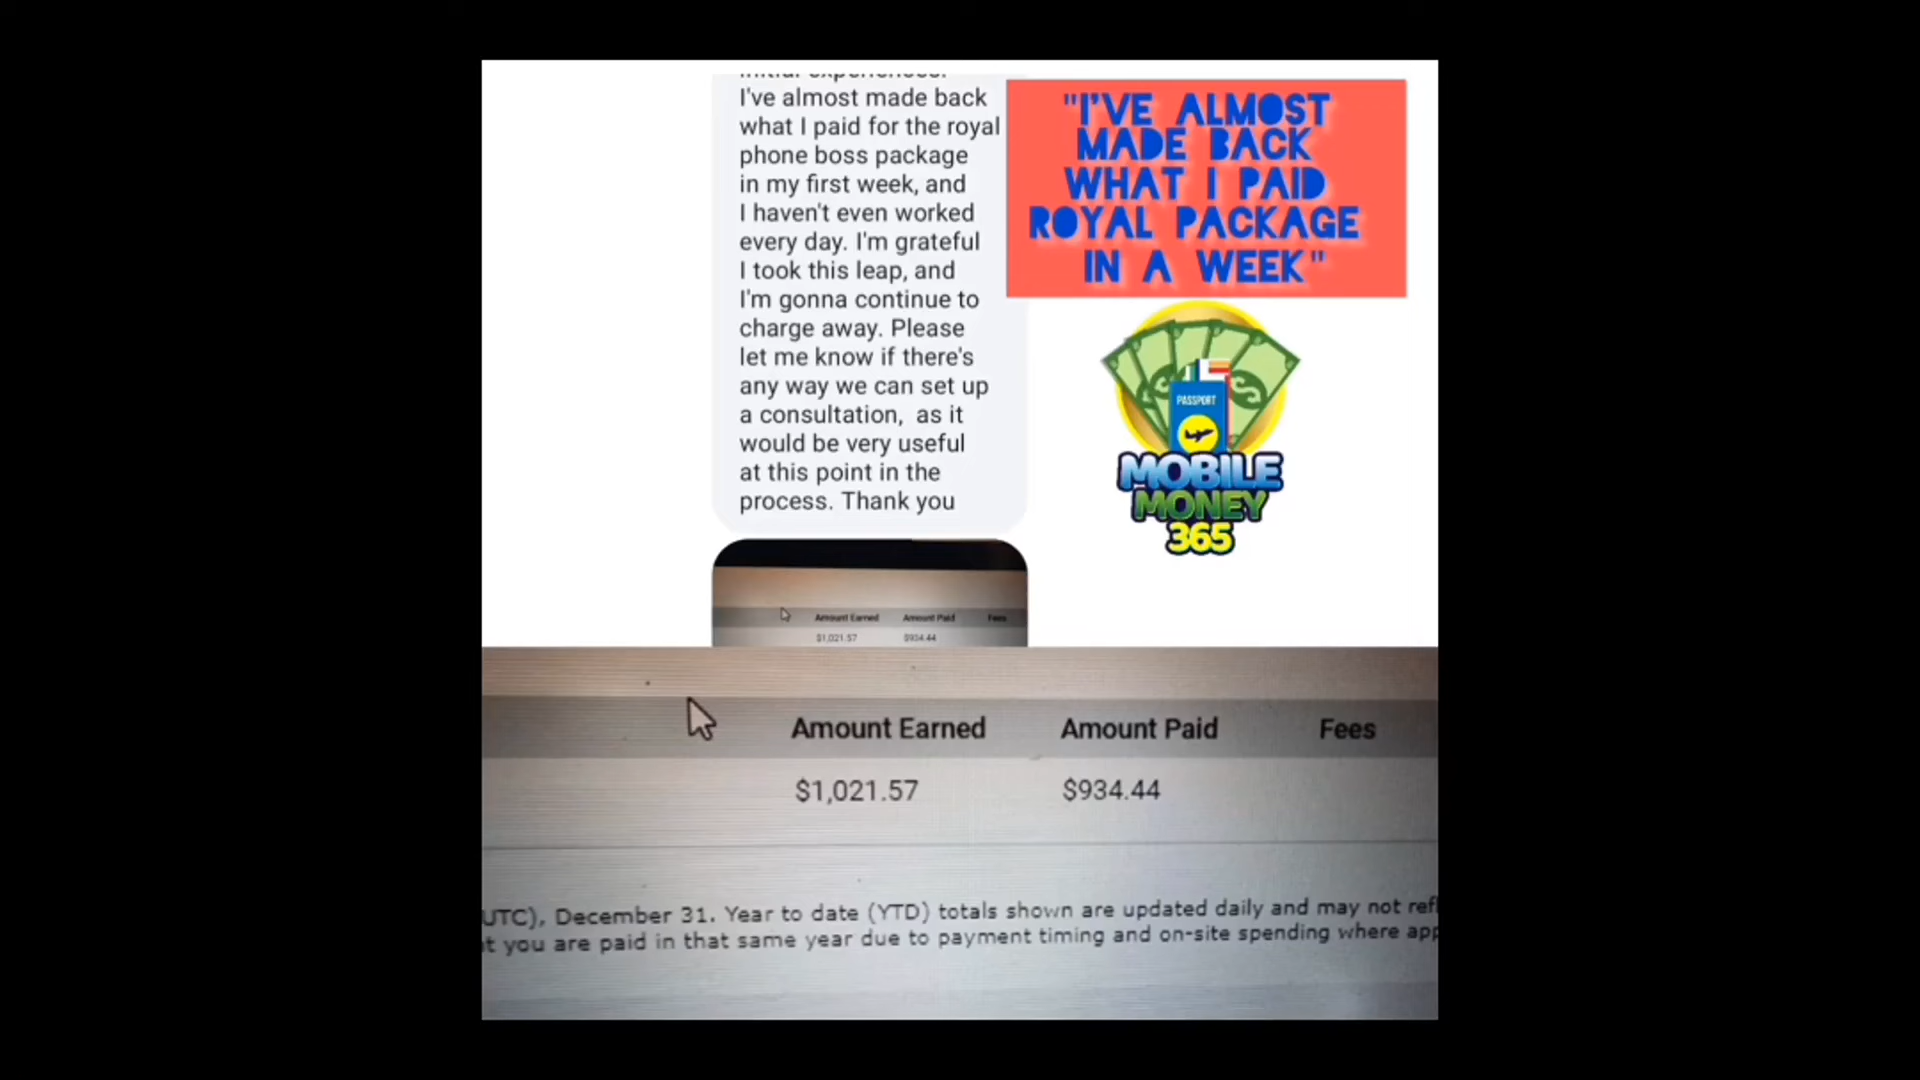 I've almost made back
what I paid for the royal
phone boss package
in my first week, and
I haven't even worked
every day. I'm grateful
I took this leap, and
I'm gonna continue to
charge away. Please
let me know if there's
any way we can set up
a consultation, as it
would be very useful
at this point in the
process. Thank you
"I'VE ALMOST
MADE BACK
WHAT I PAID
ROYAL PACKAGE
IN A WEEK"
PASSPORT
MOBILE
MONEY
365
Amount Earned Amount Paid Fees
$1,021.57 $934.44
Amount Earned Amount Paid Fees
$1,021.57 $934.44
UTC), December 31. Year to date (YTD) totals shown are updated daily and may not
you are paid in that same year due to payment timing and on-site spending where